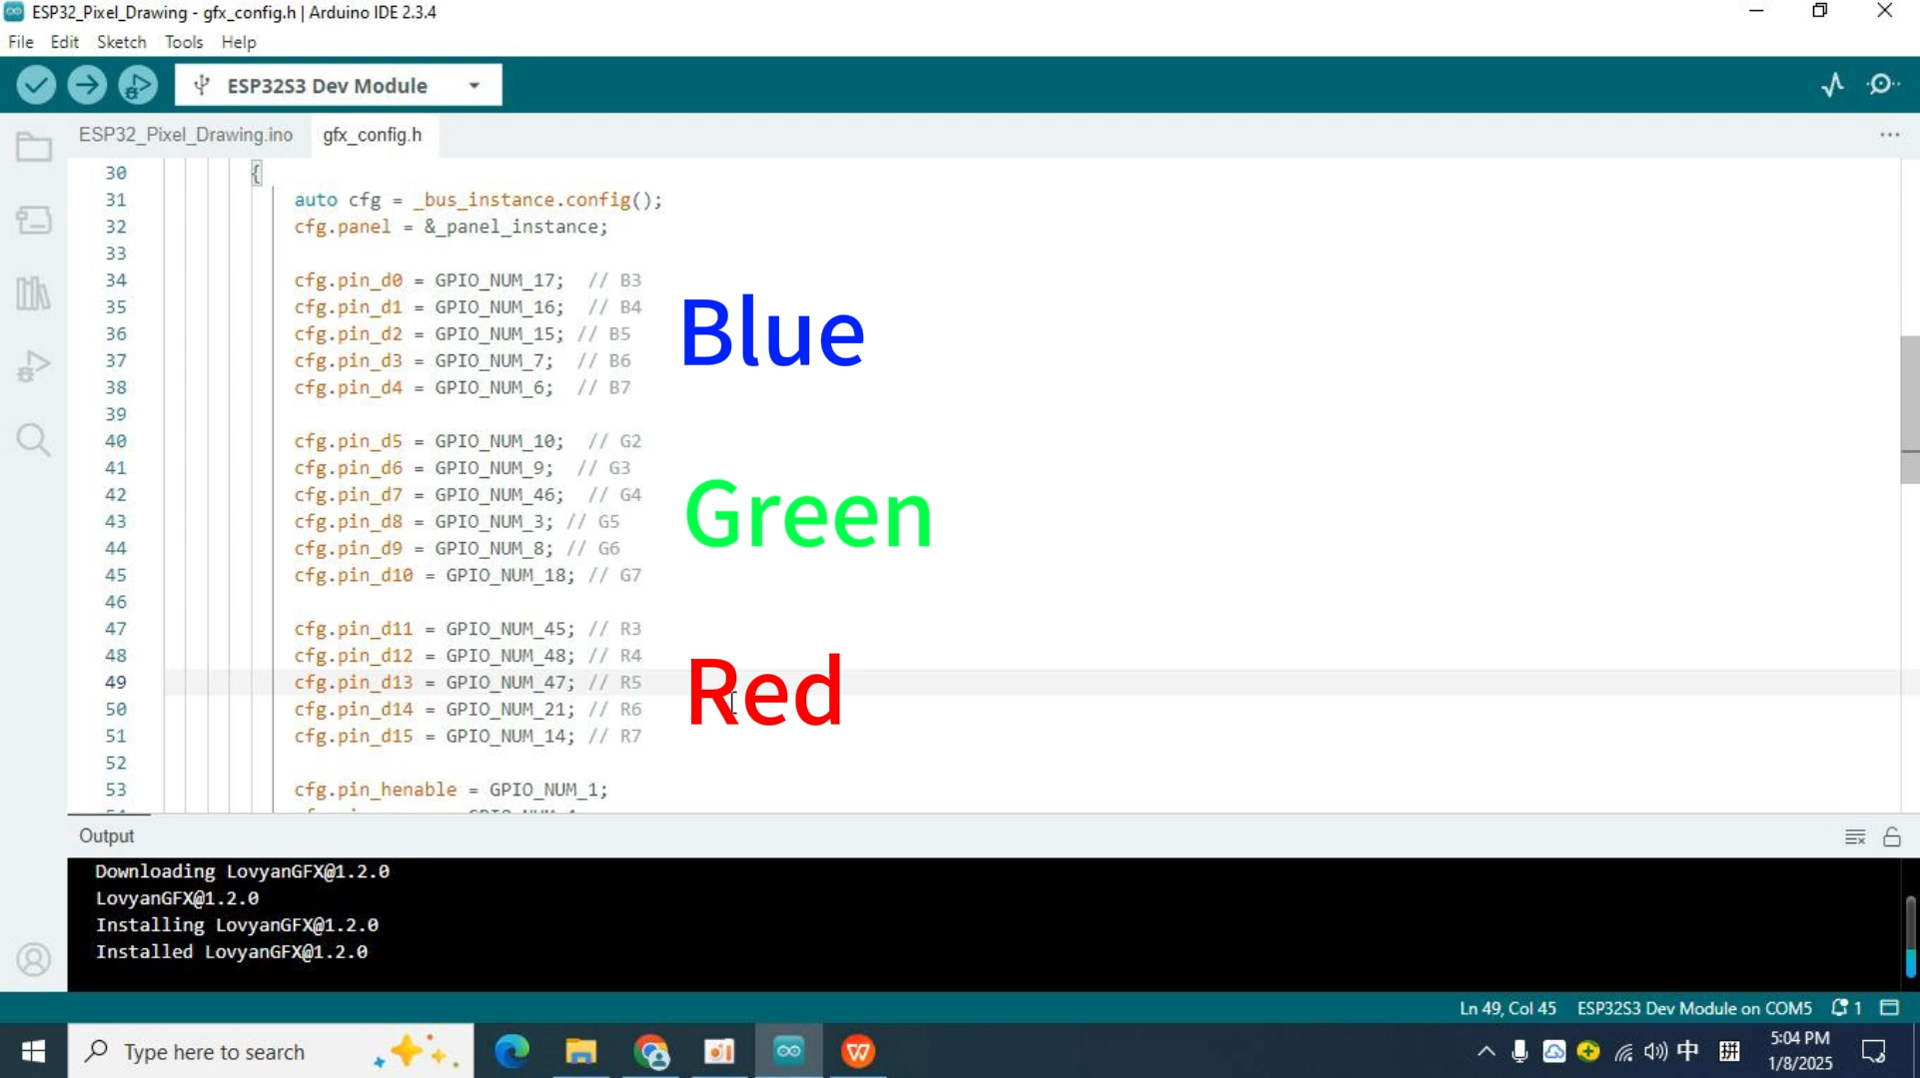 ESP32_Pixel_Drawing - gfx_config.h | Arduino IDE 2.3.4
File Edit Sketch Tools Help
ESP32S3 Dev Module
ESP32_Pixel_Drawing.ino gfx_config.h
30 {
31 auto cfg = _bus_instance.config();
32 cfg.panel = &_panel_instance;
33
34 cfg.pin_d0 = GPIO_NUM_17; // B3
35 cfg.pin_d1 = GPIO_NUM_16; // B4
36 cfg.pin_d2 = GPIO_NUM_15; // B5
37 cfg.pin_d3 = GPIO_NUM_7; // B6
38 cfg.pin_d4 = GPIO_NUM_6; // B7
Blue
39
40 cfg.pin_d5 = GPIO_NUM_10; // G2
41 cfg.pin_d6 = GPIO_NUM_9; // G3
42 cfg.pin_d7 = GPIO_NUM_46; // G4
43 cfg.pin_d8 = GPIO_NUM_3; // G5
44 cfg.pin_d9 = GPIO_NUM_8; // G6
45 cfg.pin_d10 = GPIO_NUM_18; // G7
Green
46
47 cfg.pin_d11 = GPIO_NUM_45; // R3
48 cfg.pin_d12 = GPIO_NUM_48; // R4
49 cfg.pin_d13 = GPIO_NUM_47; // R5
50 cfg.pin_d14 = GPIO_NUM_21; // R6
51 cfg.pin_d15 = GPIO_NUM_14; // R7
Red
52
53 cfg.pin_henable = GPIO_NUM_1;
Output
Downloading LovyanGFX@1.2.0
LovyanGFX@1.2.0
Installing LovyanGFX@1.2.0
Installed LovyanGFX@1.2.0
Ln 49, Col 45 ESP32S3 Dev Module on COM5 1
Type here to search
中 拼
5:04 PM
1/8/2025